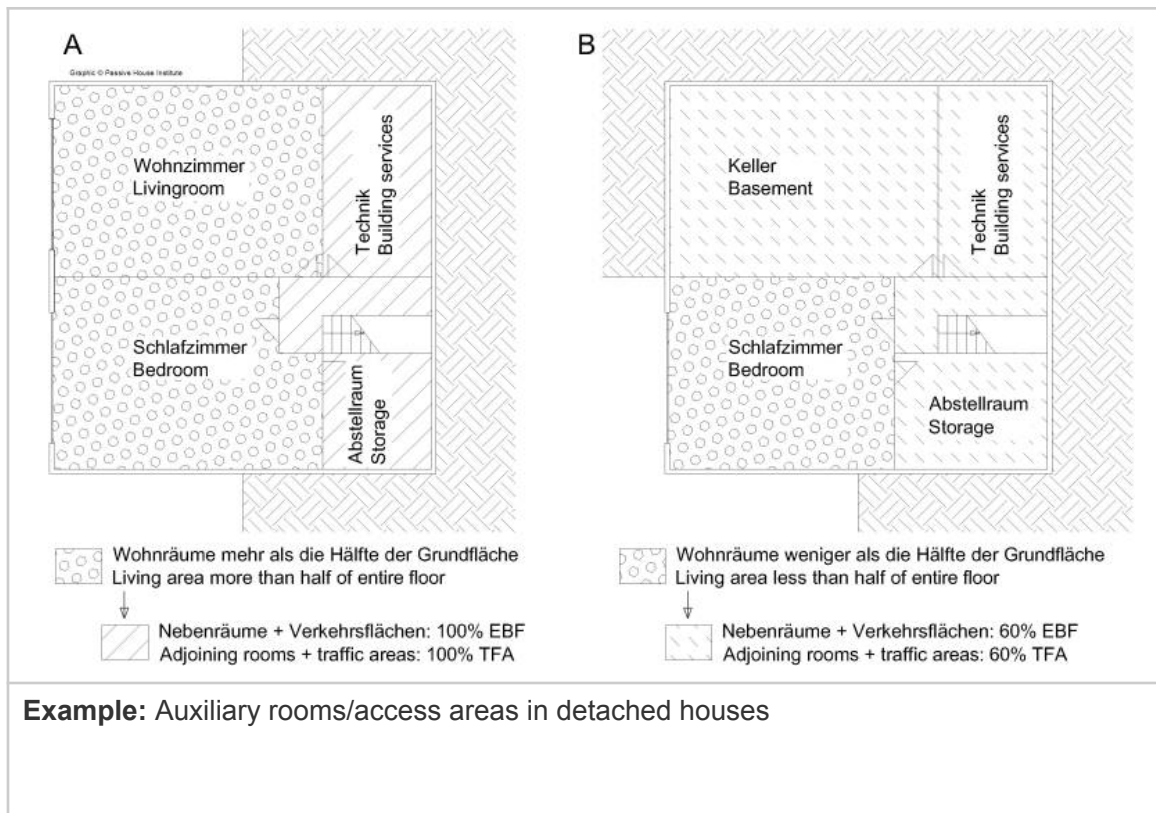 A
Graphic © Passive House Institute
Wohnzimmer
Livingroom
Technik
Building services
Schlafzimmer
Bedroom
Abstellraum
Storage
Wohnräume mehr als die Hälfte der Grundfläche
Living area more than half of entire floor
Nebenräume + Verkehrsflächen: 100% EBF
Adjoining rooms + traffic areas: 100% TFA
B
Keller
Basement
Technik
Building services
Schlafzimmer
Bedroom
Abstellraum
Storage
Wohnräume weniger als die Hälfte der Grundfläche
Living area less than half of entire floor
Nebenräume + Verkehrsflächen: 60% EBF
Adjoining rooms + traffic areas: 60% TFA
Example: Auxiliary rooms/access areas in detached houses